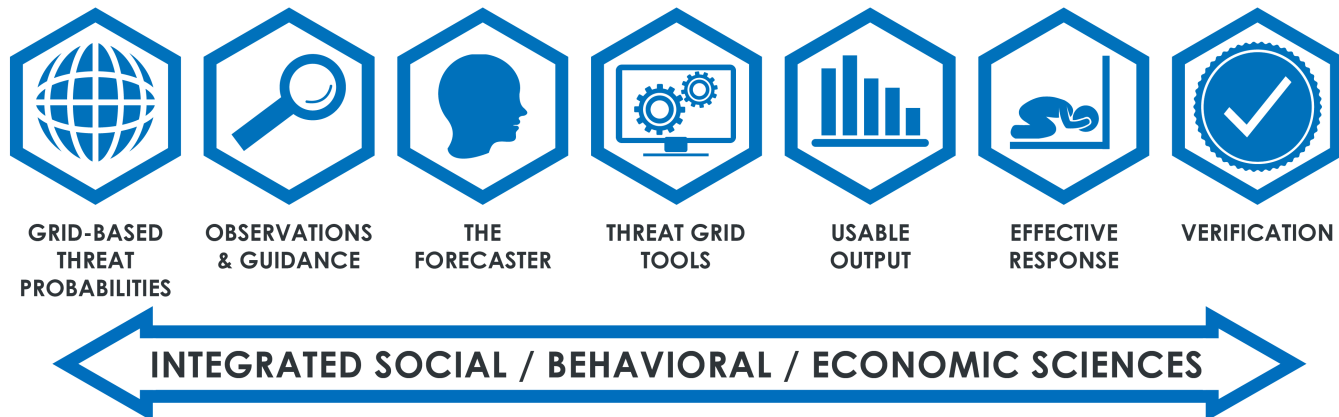 GRID-BASED
THREAT
PROBABILITIES
OBSERVATIONS
& GUIDANCE
THE
FORECASTER
THREAT GRID
TOOLS
USABLE
OUTPUT
EFFECTIVE
RESPONSE
VERIFICATION
INTEGRATED SOCIAL / BEHAVIORAL / ECONOMIC SCIENCES